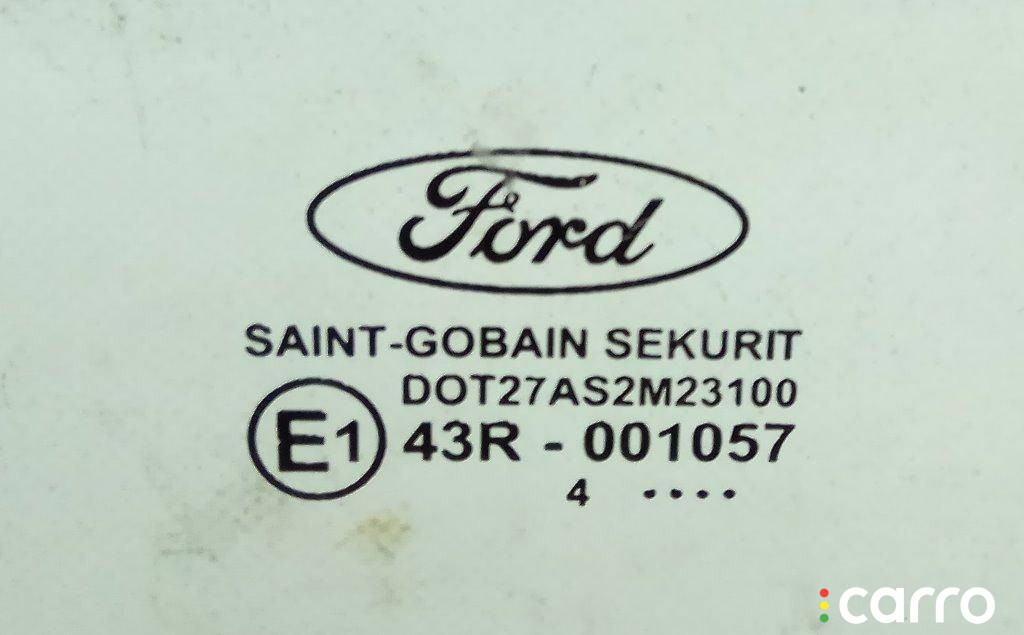 Ford
SAINT-GOBAIN SEKURIT
DOT27AS2M23100
E1 43R - 001057
4 ....
carro